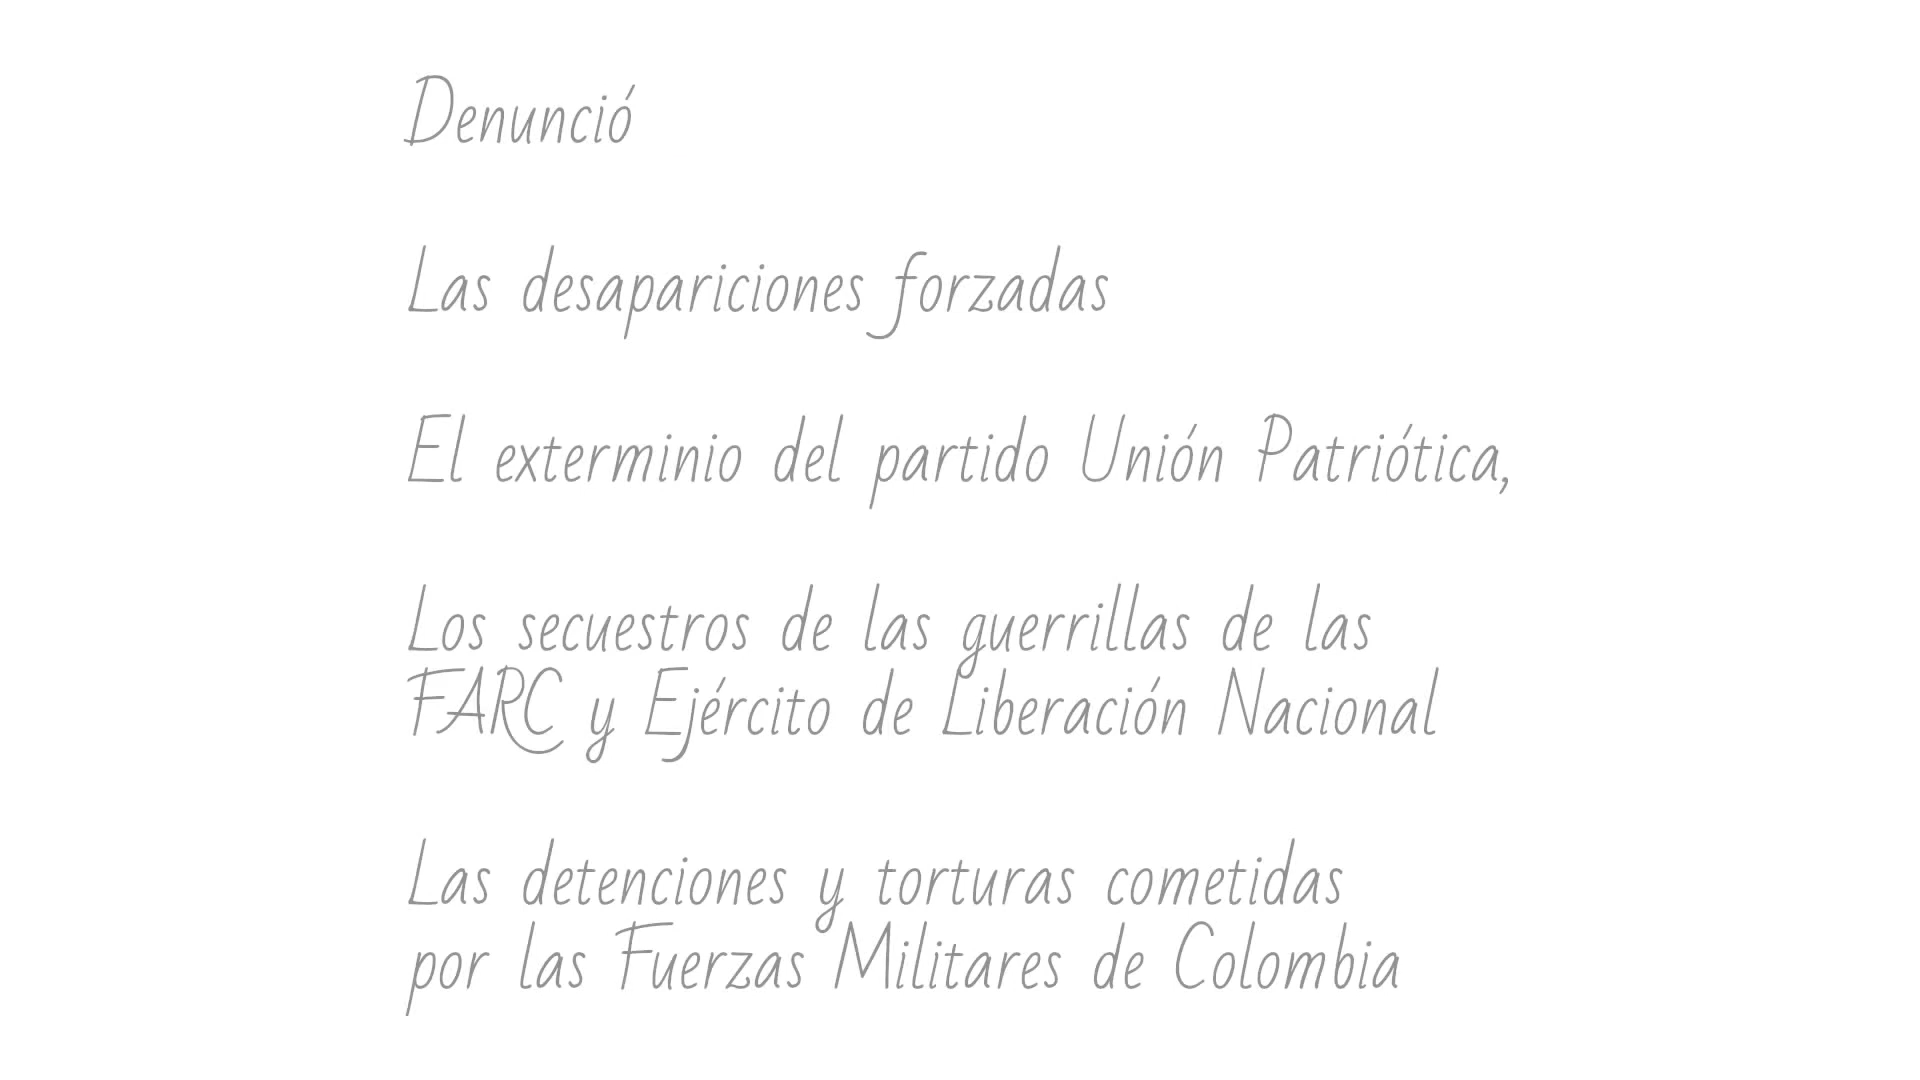 Denunció
Las desapariciones forzadas
El exterminio del partido Unión Patriótica,
Los secuestros de las guerrillas de las
FARC y Ejército de Liberación Nacional
Las detenciones y torturas cometidas
por las Fuerzas Militares de Colombia